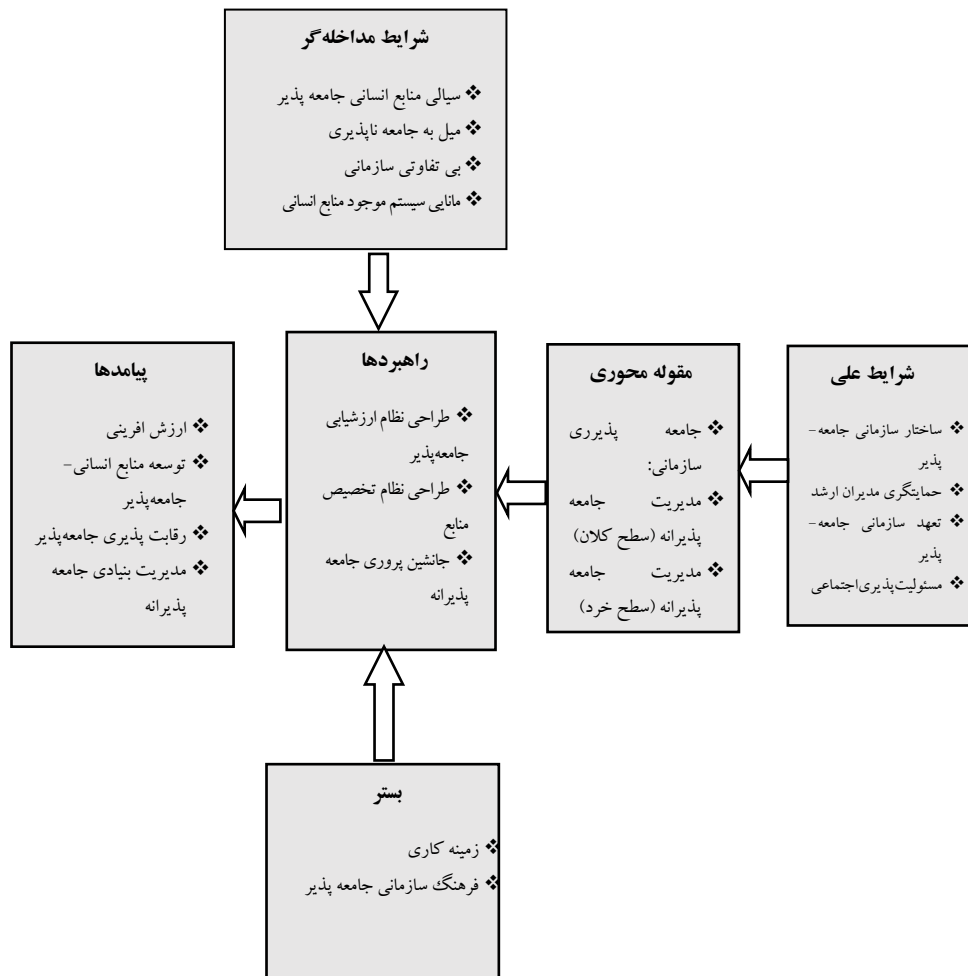 شرایط مداخله‌گر
❖ سیالی منابع انسانی جامعه پذیر
❖ میل به جامعه ناپذیری
❖ بی تفاوتی سازمانی
❖ مانایی سیستم موجود منابع انسانی
شرایط علی
❖ ساختار سازمانی جامعه-
پذیر
❖ حمایتگری مدیران ارشد
❖ تعهد سازمانی جامعه-
پذیر
❖ مسئولیت‌پذیری‌اجتماعی
مقوله محوری
❖ جامعه پذیرری
سازمانی:
❖ مدیریت جامعه
پذیرانه (سطح کلان)
❖ مدیریت جامعه
پذیرانه (سطح خرد)
راهبردها
❖ طراحی نظام ارزشیابی
جامعه‌پذیر
❖ طراحی نظام تخصیص
منابع
❖ جانشین پروری جامعه
پذیرانه
پیامدها
❖ ارزش افرینی
❖ توسعه منابع انسانی-
جامعه‌پذیر
❖ رقابت پذیری جامعه‌پذیر
❖ مدیریت بنیادی جامعه
پذیرانه
بستر
❖ زمینه کاری
❖ فرهنگ سازمانی جامعه پذیر